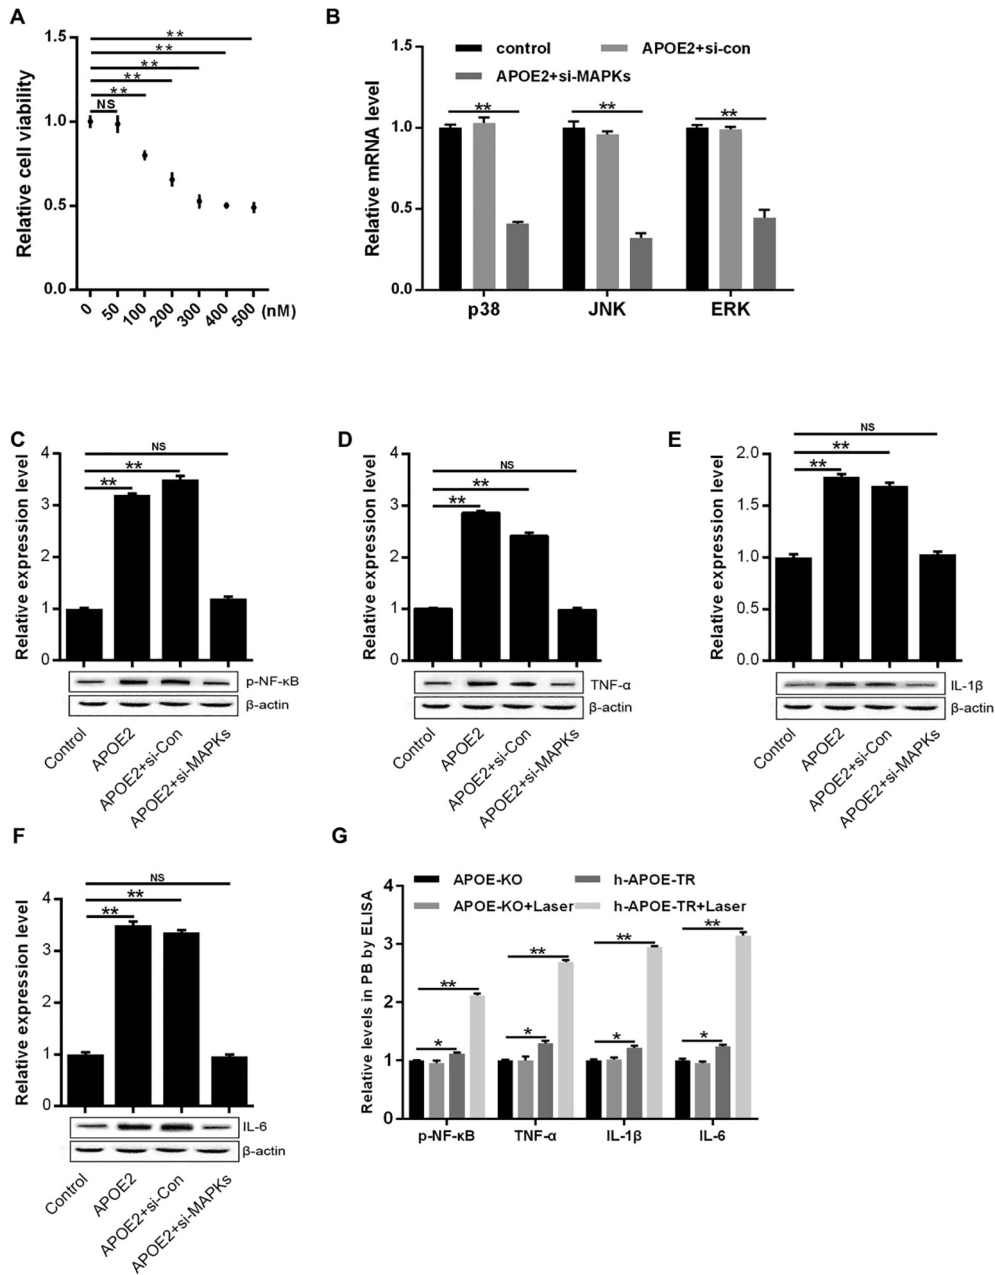 A
Relative cell viability
1.5
1.0
0.5
0.0
**
**
**
**
**
NS
0 50 100 200 300 400 500 (nM)
B
Relative mRNA level
1.5
1.0
0.5
0.0
control
APOE2+si-con
APOE2+si-MAPKs
** ** **
p38 JNK ERK
C
Relative expression level
4
3
2
1
0
NS
**
**
p-NF-κB
β-actin
Control APOE2 APOE2+si-Con APOE2+si-MAPKs
D
Relative expression level
4
3
2
1
0
NS
**
**
TNF-α
β-actin
Control APOE2 APOE2+si-Con APOE2+si-MAPKs
E
Relative expression level
2.0
1.5
1.0
0.5
0.0
NS
**
**
IL-1β
β-actin
Control APOE2 APOE2+si-Con APOE2+si-MAPKs
F
Relative expression level
4
3
2
1
0
NS
**
**
IL-6
β-actin
Control APOE2 APOE2+si-Con APOE2+si-MAPKs
G
Relative levels in PB by ELISA
4
3
2
1
0
APOE-KO
h-APOE-TR
APOE-KO+Laser
h-APOE-TR+Laser
** ** ** **
* * * *
p-NF-κB TNF-α IL-1β IL-6